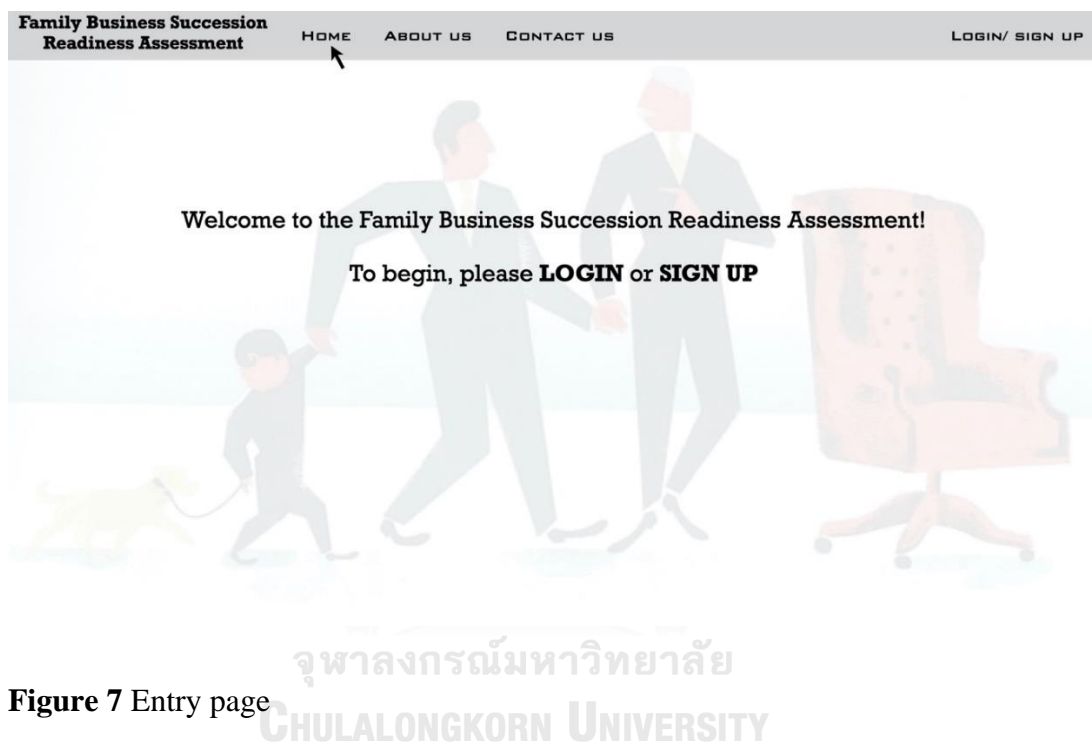 Family Business Succession
Readiness Assessment
HOME ABOUT US CONTACT US LOGIN/ SIGN UP
Welcome to the Family Business Succession Readiness Assessment!
To begin, please LOGIN or SIGN UP
จุฬาลงกรณ์มหาวิทยาลัย
Figure 7 Entry page
CHULALONGKORN UNIVERSITY